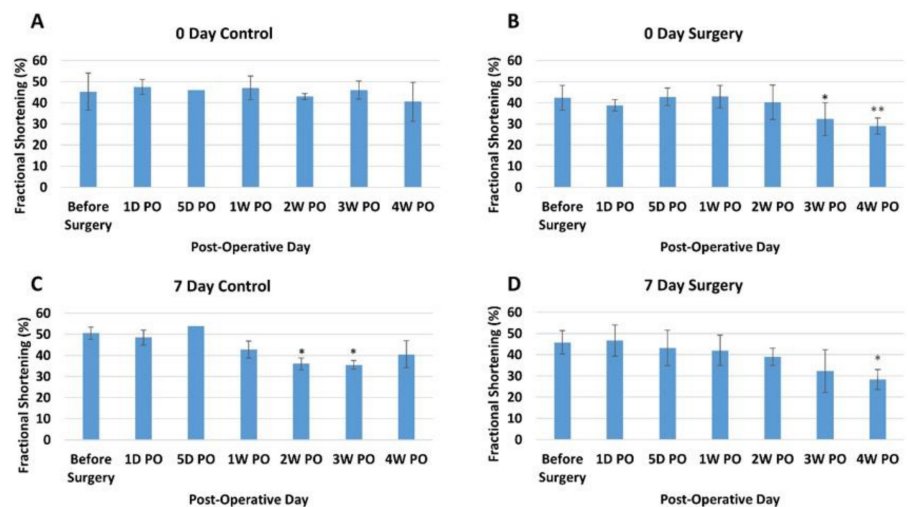 A
0 Day Control
Fractional Shortening (%)
60
50
40
30
20
10
0
Before Surgery 1D PO 5D PO 1W PO 2W PO 3W PO 4W PO
Post-Operative Day
B
0 Day Surgery
Fractional Shortening (%)
60
50
40
30
20
10
0
*
**
Before Surgery 1D PO 5D PO 1W PO 2W PO 3W PO 4W PO
Post-Operative Day
C
7 Day Control
Fractional Shortening (%)
60
50
40
30
20
10
0
*
*
Before Surgery 1D PO 5D PO 1W PO 2W PO 3W PO 4W PO
Post-Operative Day
D
7 Day Surgery
Fractional Shortening (%)
60
50
40
30
20
10
0
*
Before Surgery 1D PO 5D PO 1W PO 2W PO 3W PO 4W PO
Post-Operative Day